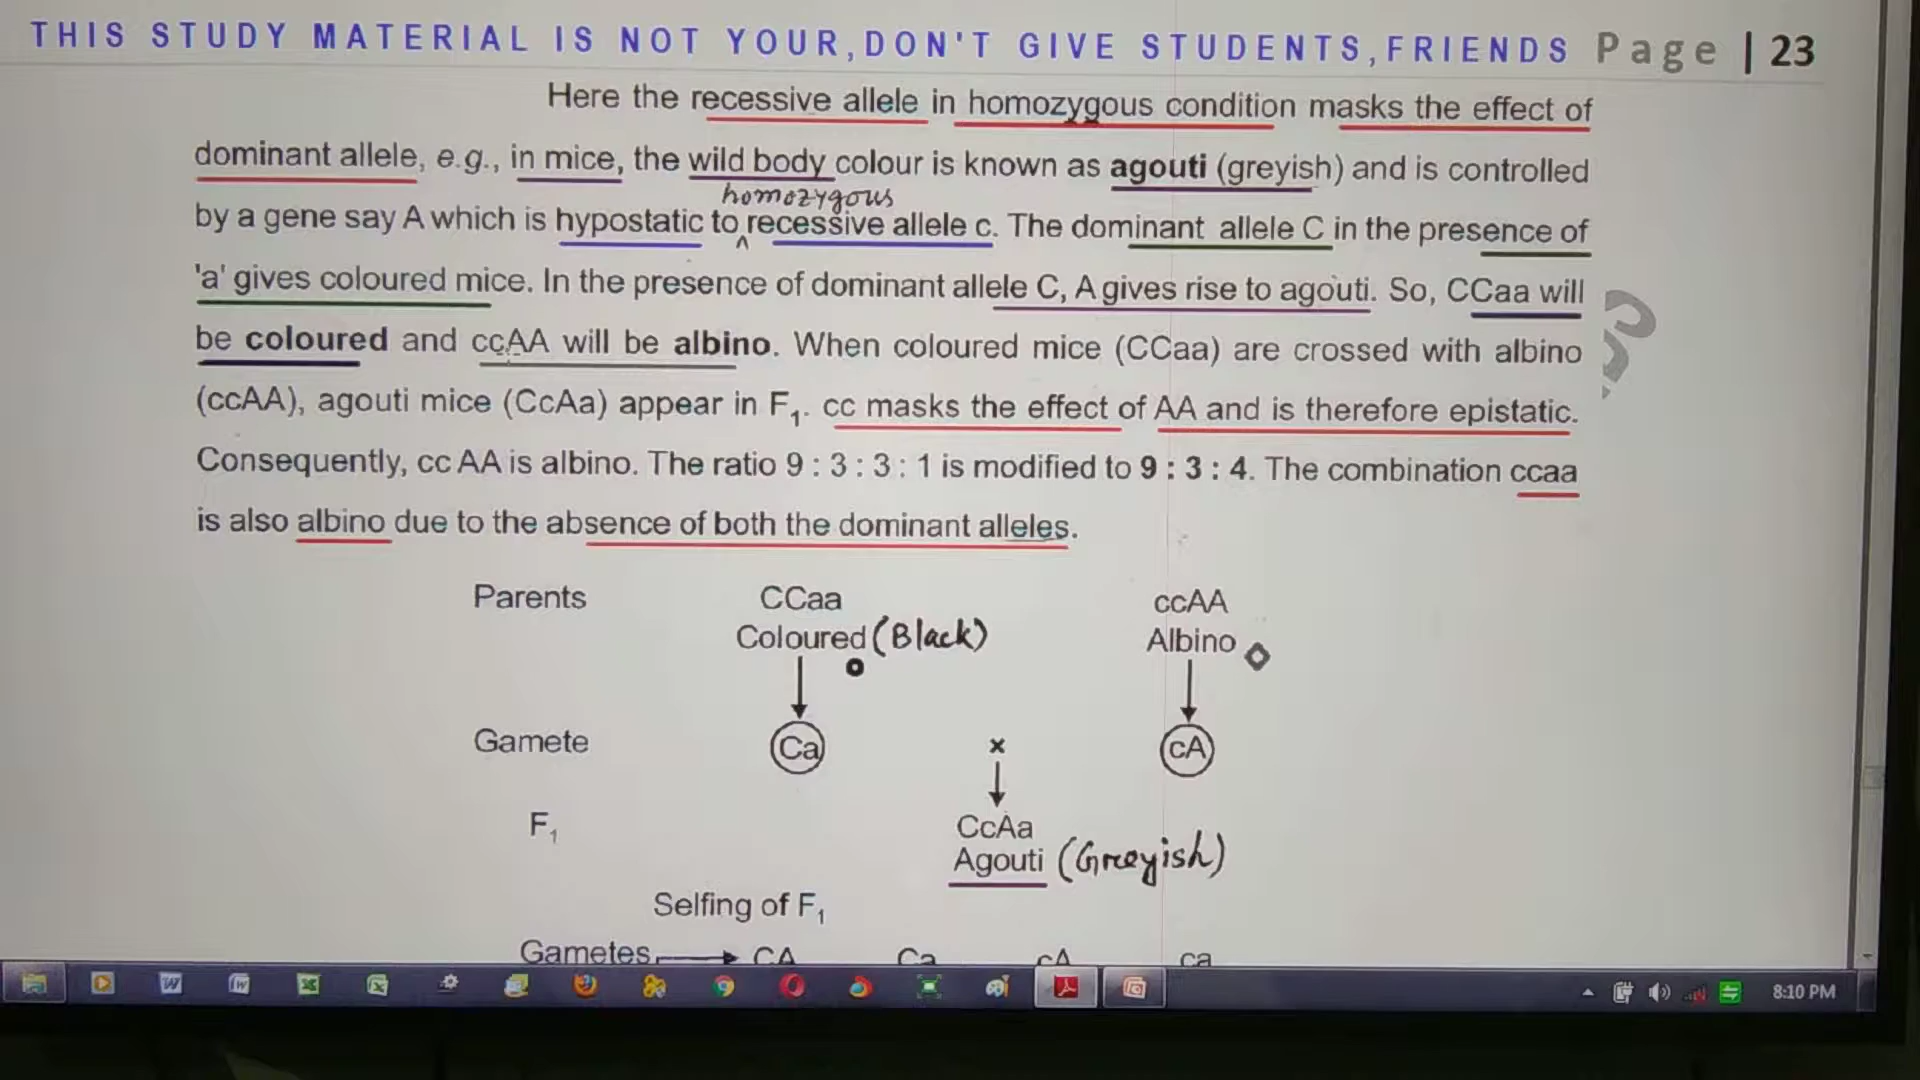 THIS STUDY MATERIAL IS NOT YOUR,DON'T GIVE STUDENTS,FRIENDS Page | 23
Here the recessive allele in homozygous condition masks the effect of
dominant allele, e.g., in mice, the wild body colour is known as agouti (greyish) and is controlled
homozygous
by a gene say A which is hypostatic to ^ recessive allele c. The dominant allele C in the presence of
'a' gives coloured mice. In the presence of dominant allele C, A gives rise to agouti. So, CCaa will
be coloured and ccAA will be albino. When coloured mice (CCaa) are crossed with albino
(ccAA), agouti mice (CcAa) appear in F₁. cc masks the effect of AA and is therefore epistatic.
Consequently, cc AA is albino. The ratio 9 : 3 : 3 : 1 is modified to 9 : 3 : 4. The combination ccaa
is also albino due to the absence of both the dominant alleles.
Parents CCaa ccAA
Coloured (Black) Albino
Gamete Ca × cA
F₁ CcAa
Agouti (Greyish)
Selfing of F₁
Gametes CA Ca cA ca
8:10 PM